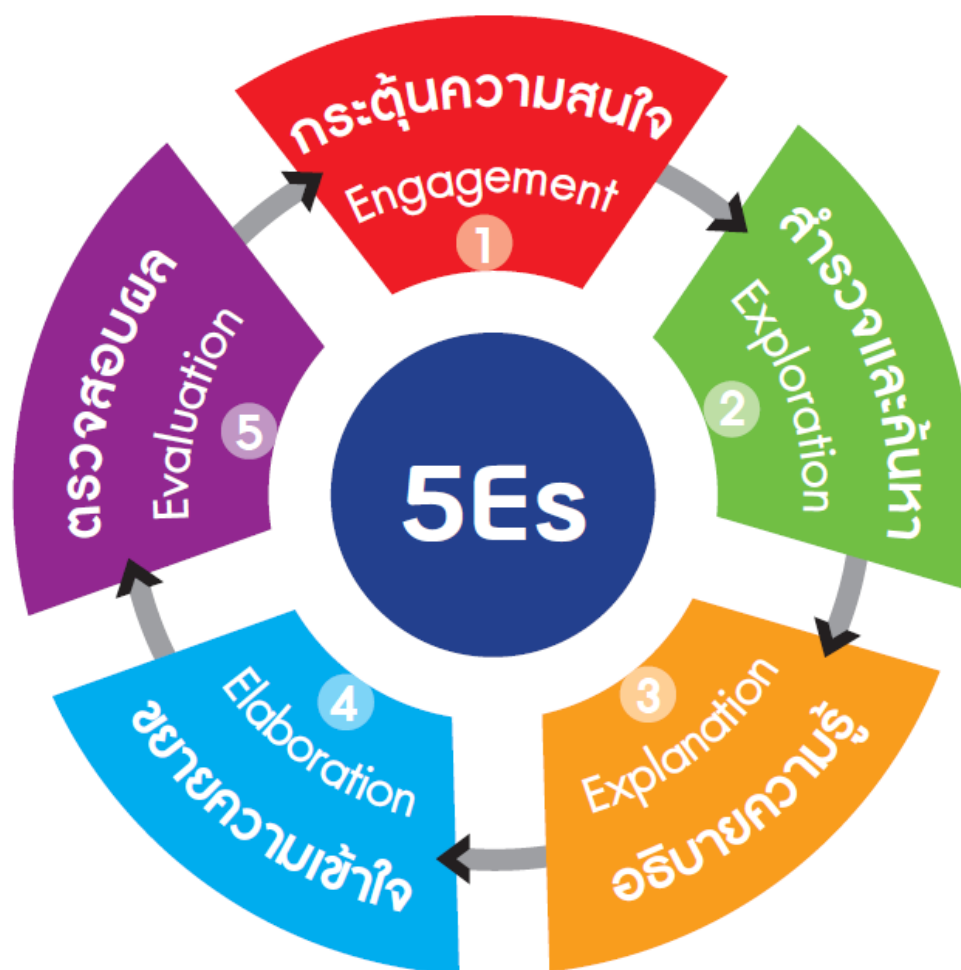 กระตุ้นความสนใจ
Engagement
1
สำรวจและค้นหา
Exploration
2
อธิบายความรู้
Explanation
3
ขยายความเข้าใจ
Elaboration
4
ตรวจสอบผล
Evaluation
5
5Es